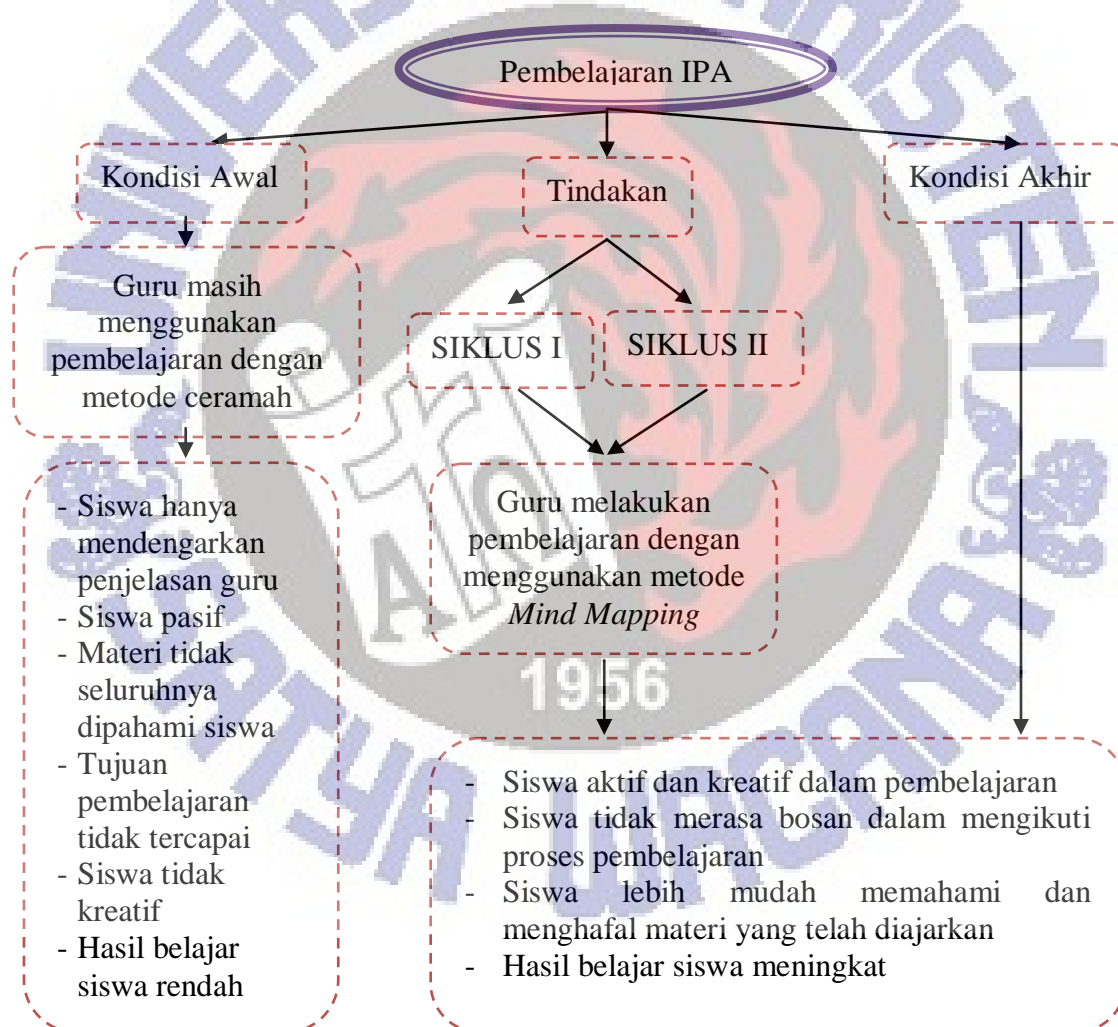 Pembelajaran IPA
Kondisi Awal
Tindakan
Kondisi Akhir
Guru masih
menggunakan
pembelajaran dengan
metode ceramah
SIKLUS I
SIKLUS II
- Siswa hanya
mendengarkan
penjelasan guru
- Siswa pasif
- Materi tidak
seluruhnya
dipahami siswa
- Tujuan
pembelajaran
tidak tercapai
- Siswa tidak
kreatif
- Hasil belajar
siswa rendah
Guru melakukan
pembelajaran dengan
menggunakan metode
Mind Mapping
- Siswa aktif dan kreatif dalam pembelajaran
- Siswa tidak merasa bosan dalam mengikuti
proses pembelajaran
- Siswa lebih mudah memahami dan
menghafal materi yang telah diajarkan
- Hasil belajar siswa meningkat
1956
SATYA WACANA